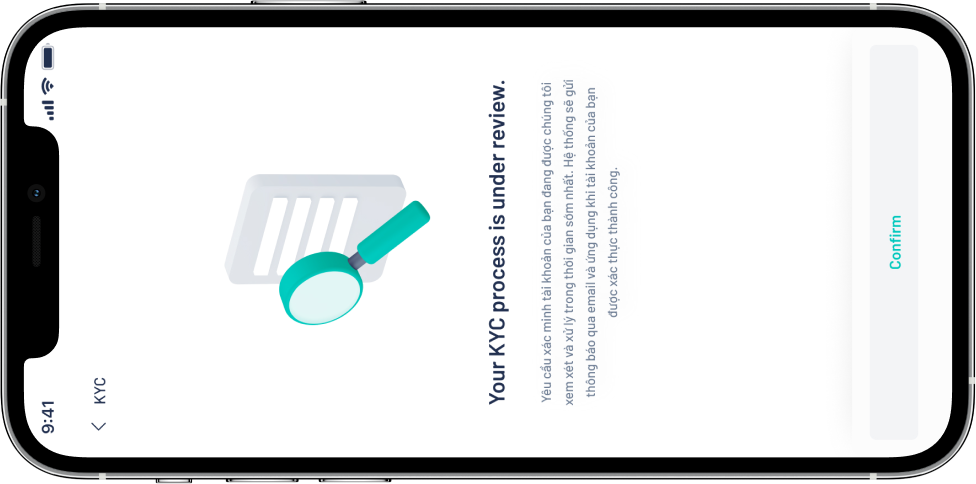 9:41
KYC
Your KYC process is under review.
Yêu cầu xác minh tài khoản của bạn đang được chúng tôi
xem xét và xử lý trong thời gian sớm nhất. Hệ thống sẽ gửi
thông báo qua email và ứng dụng khi tài khoản của bạn
được xác thực thành công.
Confirm